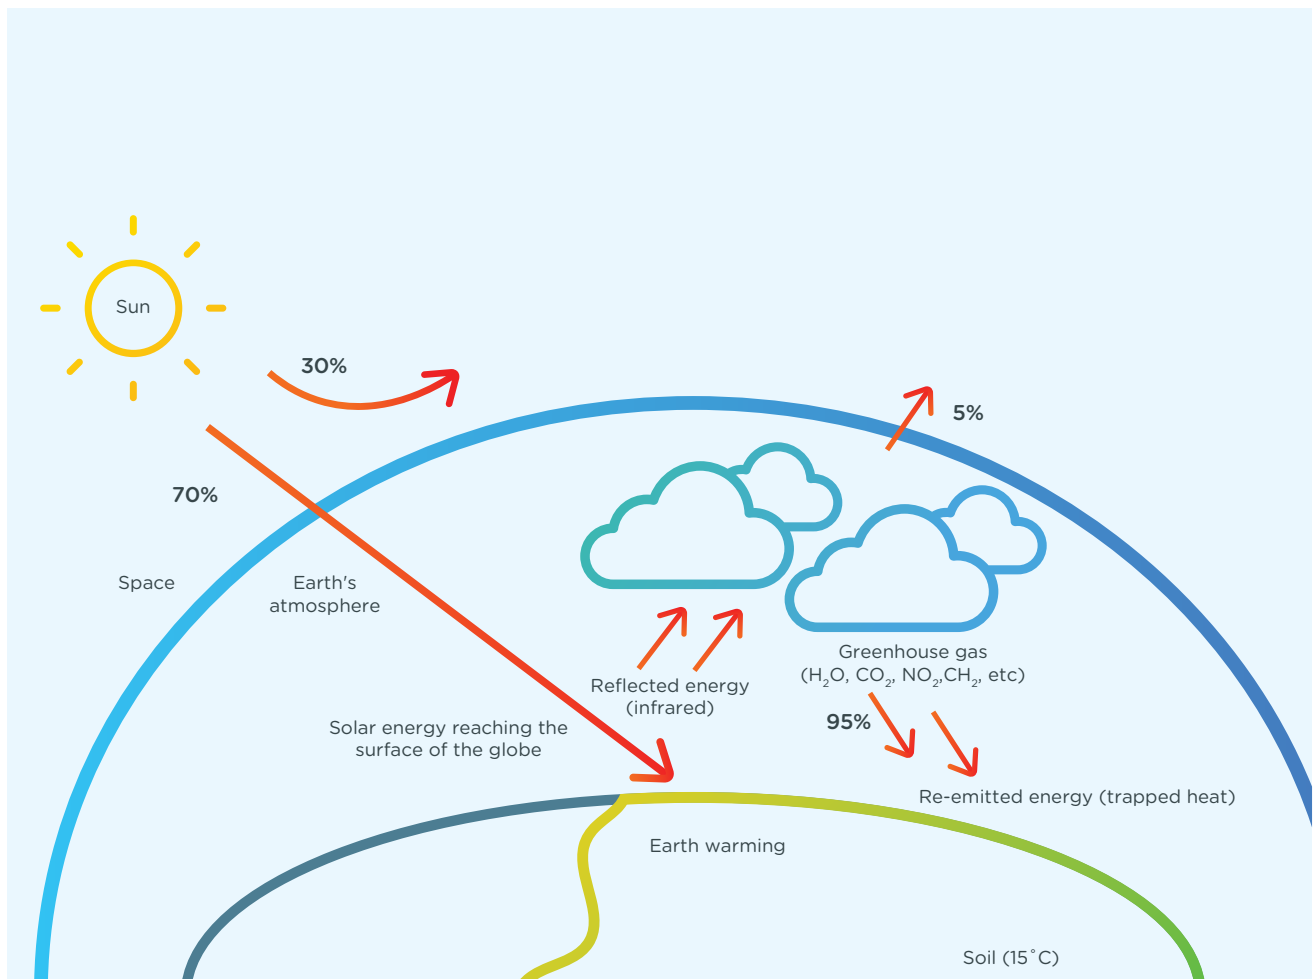 Sun
30%
5%
70%
Space
Earth's
atmosphere
Greenhouse gas
(H₂O, CO₂, NO₂,CH₂, etc)
Reflected energy
(infrared)
95%
Solar energy reaching the
surface of the globe
Re-emitted energy (trapped heat)
Earth warming
Soil (15˚C)